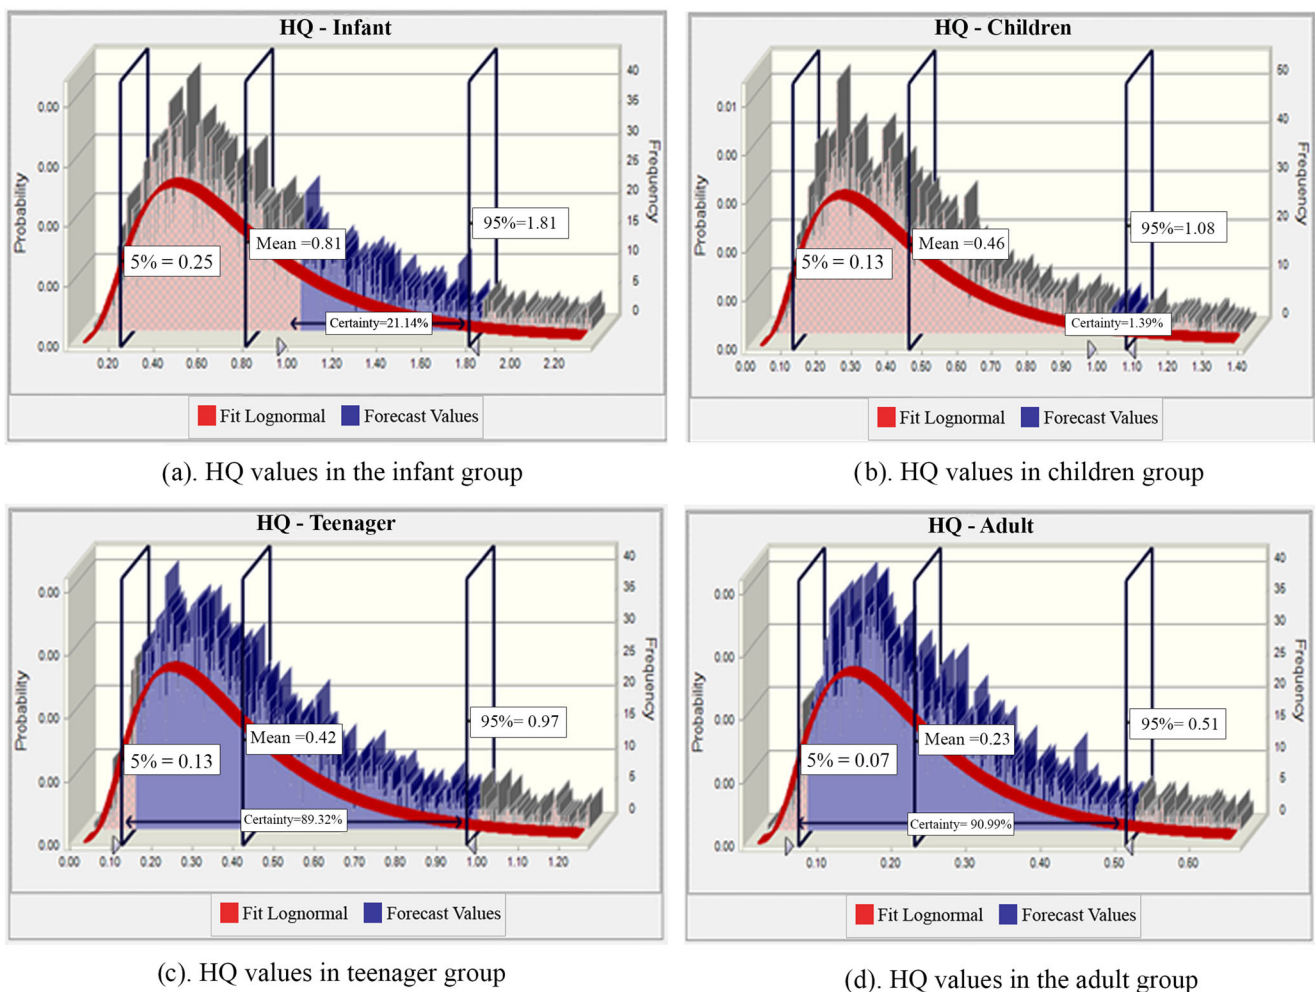 HQ - Infant
0.00
0.00
0.00
0.00
0.00
Probability
40
35
30
25
20
15
10
5
0
Frequency
5% = 0.25
Mean =0.81
95%=1.81
Certainty=21.14%
0.20 0.40 0.60 0.80 1.00 1.20 1.40 1.60 1.80 2.00 2.20
Fit Lognormal Forecast Values
(a). HQ values in the infant group
HQ - Children
0.01
0.00
0.00
0.00
0.00
0.00
Probability
50
40
30
20
10
0
Frequency
5% = 0.13
Mean =0.46
95%=1.08
Certainty=1.39%
0.00 0.10 0.20 0.30 0.40 0.50 0.60 0.70 0.80 0.90 1.00 1.10 1.20 1.30 1.40
Fit Lognormal Forecast Values
(b). HQ values in children group
HQ - Teenager
0.00
0.00
0.00
0.00
0.00
Probability
40
35
30
25
20
15
10
5
0
Frequency
5% = 0.13
Mean =0.42
95%= 0.97
Certainty=89.32%
0.00 0.10 0.20 0.30 0.40 0.50 0.60 0.70 0.80 0.90 1.00 1.10 1.20
Fit Lognormal Forecast Values
(c). HQ values in teenager group
HQ - Adult
0.00
0.00
0.00
0.00
0.00
Probability
40
35
30
25
20
15
10
5
0
Frequency
5% = 0.07
Mean =0.23
95%= 0.51
Certainty= 90.99%
0.10 0.20 0.30 0.40 0.50 0.60
Fit Lognormal Forecast Values
(d). HQ values in the adult group